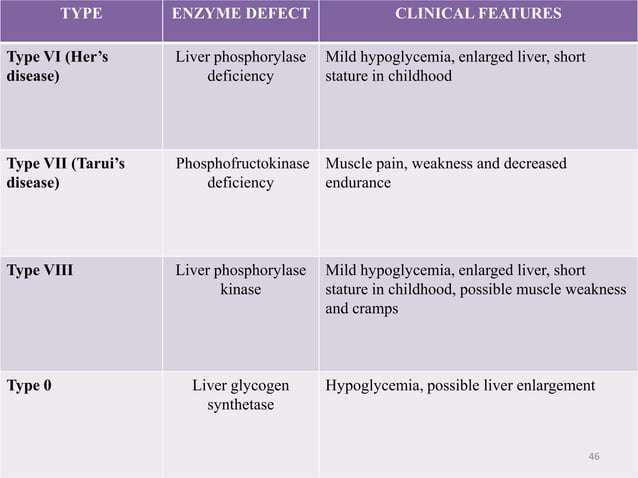 TYPE
ENZYME DEFECT
CLINICAL FEATURES
Type VI (Her's
disease)
Liver phosphorylase
deficiency
Mild hypoglycemia, enlarged liver, short
stature in childhood
Type VII (Tarui's
disease)
Phosphofructokinase
deficiency
Muscle pain, weakness and decreased
endurance
Type VIII
Liver phosphorylase
kinase
Mild hypoglycemia, enlarged liver, short
stature in childhood, possible muscle weakness
and cramps
Type 0
Liver glycogen
synthetase
Hypoglycemia, possible liver enlargement
46